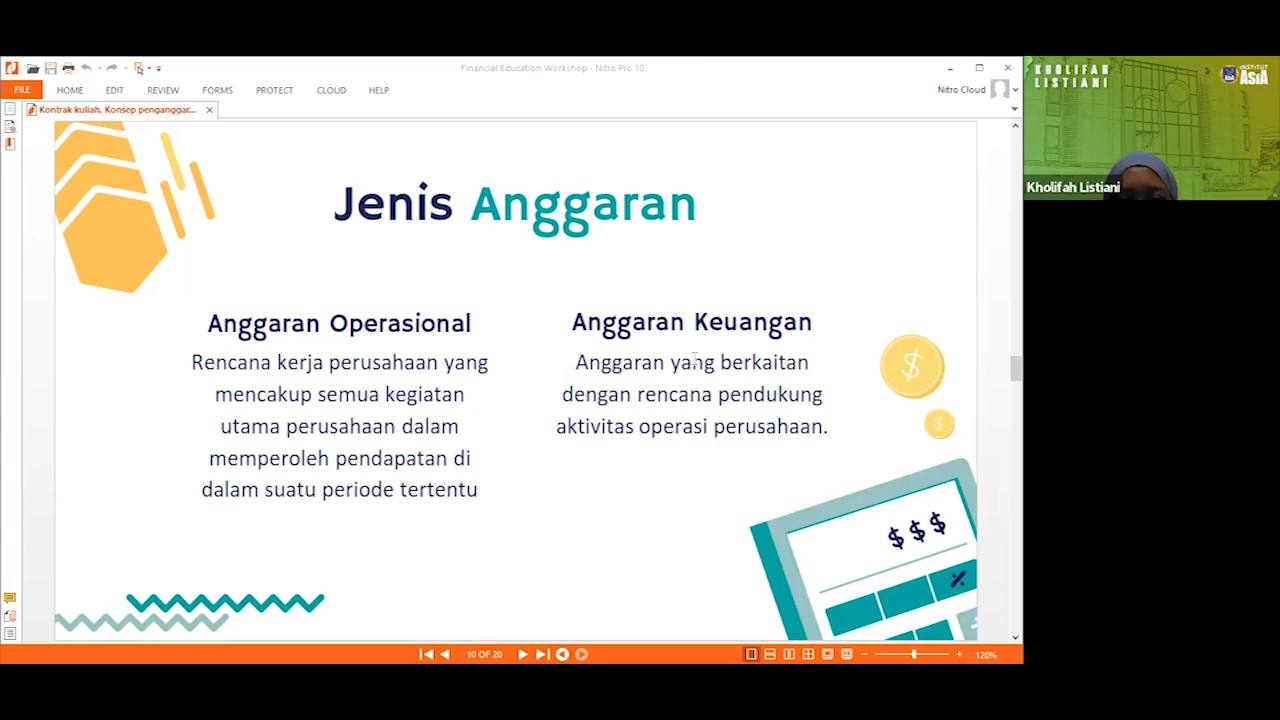 Financial Education Workshop - Nitro Pro 10
FILE HOME EDIT REVIEW FORMS PROTECT CLOUD HELP
Nitro Cloud
Kontrak kuliah, Konsep penganggar...
Jenis Anggaran
Anggaran Operasional
Rencana kerja perusahaan yang
mencakup semua kegiatan
utama perusahaan dalam
memperoleh pendapatan di
dalam suatu periode tertentu
Anggaran Keuangan
Anggaran yang berkaitan
dengan rencana pendukung
aktivitas operasi perusahaan.
$
$
$ $ $
%
10 OF 20
120%
KHOLIFAH
LISTIANI
INSTITUT
ASIA
Kholifah Listiani